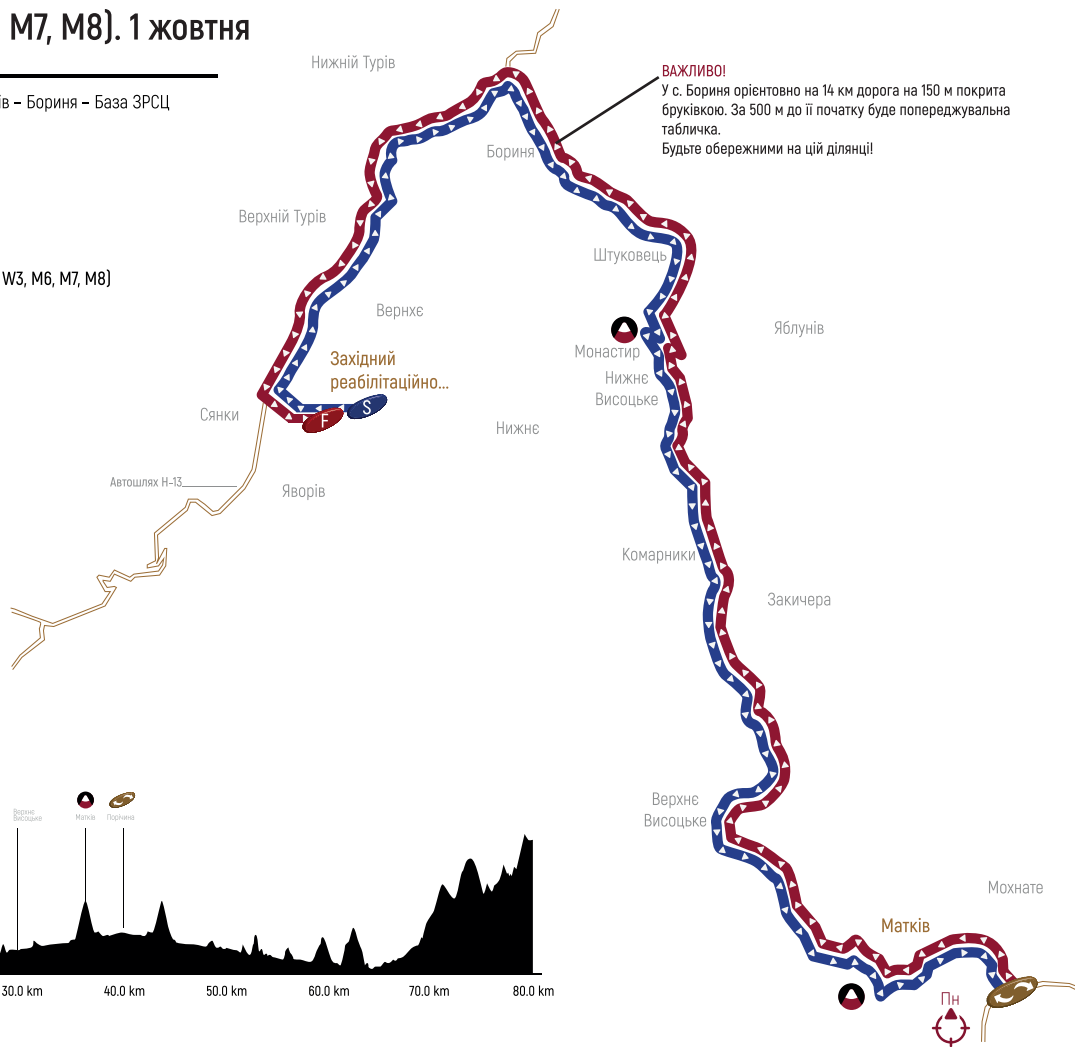 M7, M8). 1 жовтня
ів – Бориня – База ЗРСЦ
W3, M6, M7, M8)
Нижній Турів
ВАЖЛИВО!
У с. Бориня орієнтовно на 14 км дорога на 150 м покрита
бруківкою. За 500 м до її початку буде попереджувальна
табличка.
Будьте обережними на цій ділянці!
Бориня
Верхній Турів
Штуковець
Вернхє
Яблунів
Монастир
Західний
реабілітаційно...
Нижнє
Висоцьке
Сянки
F
S
Нижнє
Автошлях Н-13
Яворів
Комарники
Закичера
Верхнє
Висоцьке
Мохнате
Матків
Пн
Верхнє
Висоцьке
Матків
Порічина
30.0 km
40.0 km
50.0 km
60.0 km
70.0 km
80.0 km